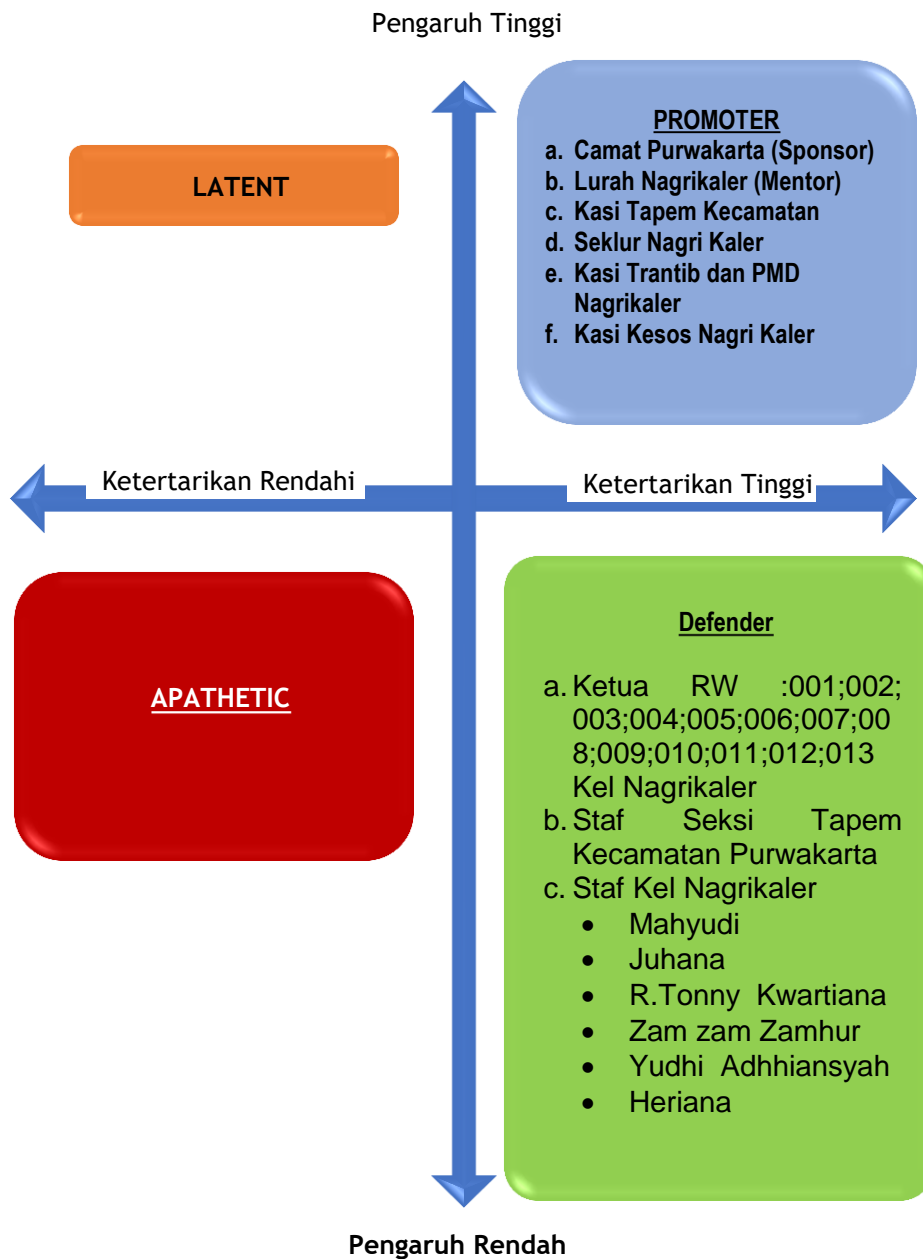 Pengaruh Tinggi
LATENT
PROMOTER
a. Camat Purwakarta (Sponsor)
b. Lurah Nagrikaler (Mentor)
c. Kasi Tapem Kecamatan
d. Seklur Nagri Kaler
e. Kasi Trantib dan PMD
Nagrikaler
f. Kasi Kesos Nagri Kaler
Ketertarikan Rendahi
Ketertarikan Tinggi
APATHETIC
Defender
a. Ketua RW :001;002;
003;004;005;006;007;00
8;009;010;011;012;013
Kel Nagrikaler
b. Staf Seksi Tapem
Kecamatan Purwakarta
c. Staf Kel Nagrikaler
• Mahyudi
• Juhana
• R.Tonny Kwartiana
• Zam zam Zamhur
• Yudhi Adhhiansyah
• Heriana
Pengaruh Rendah